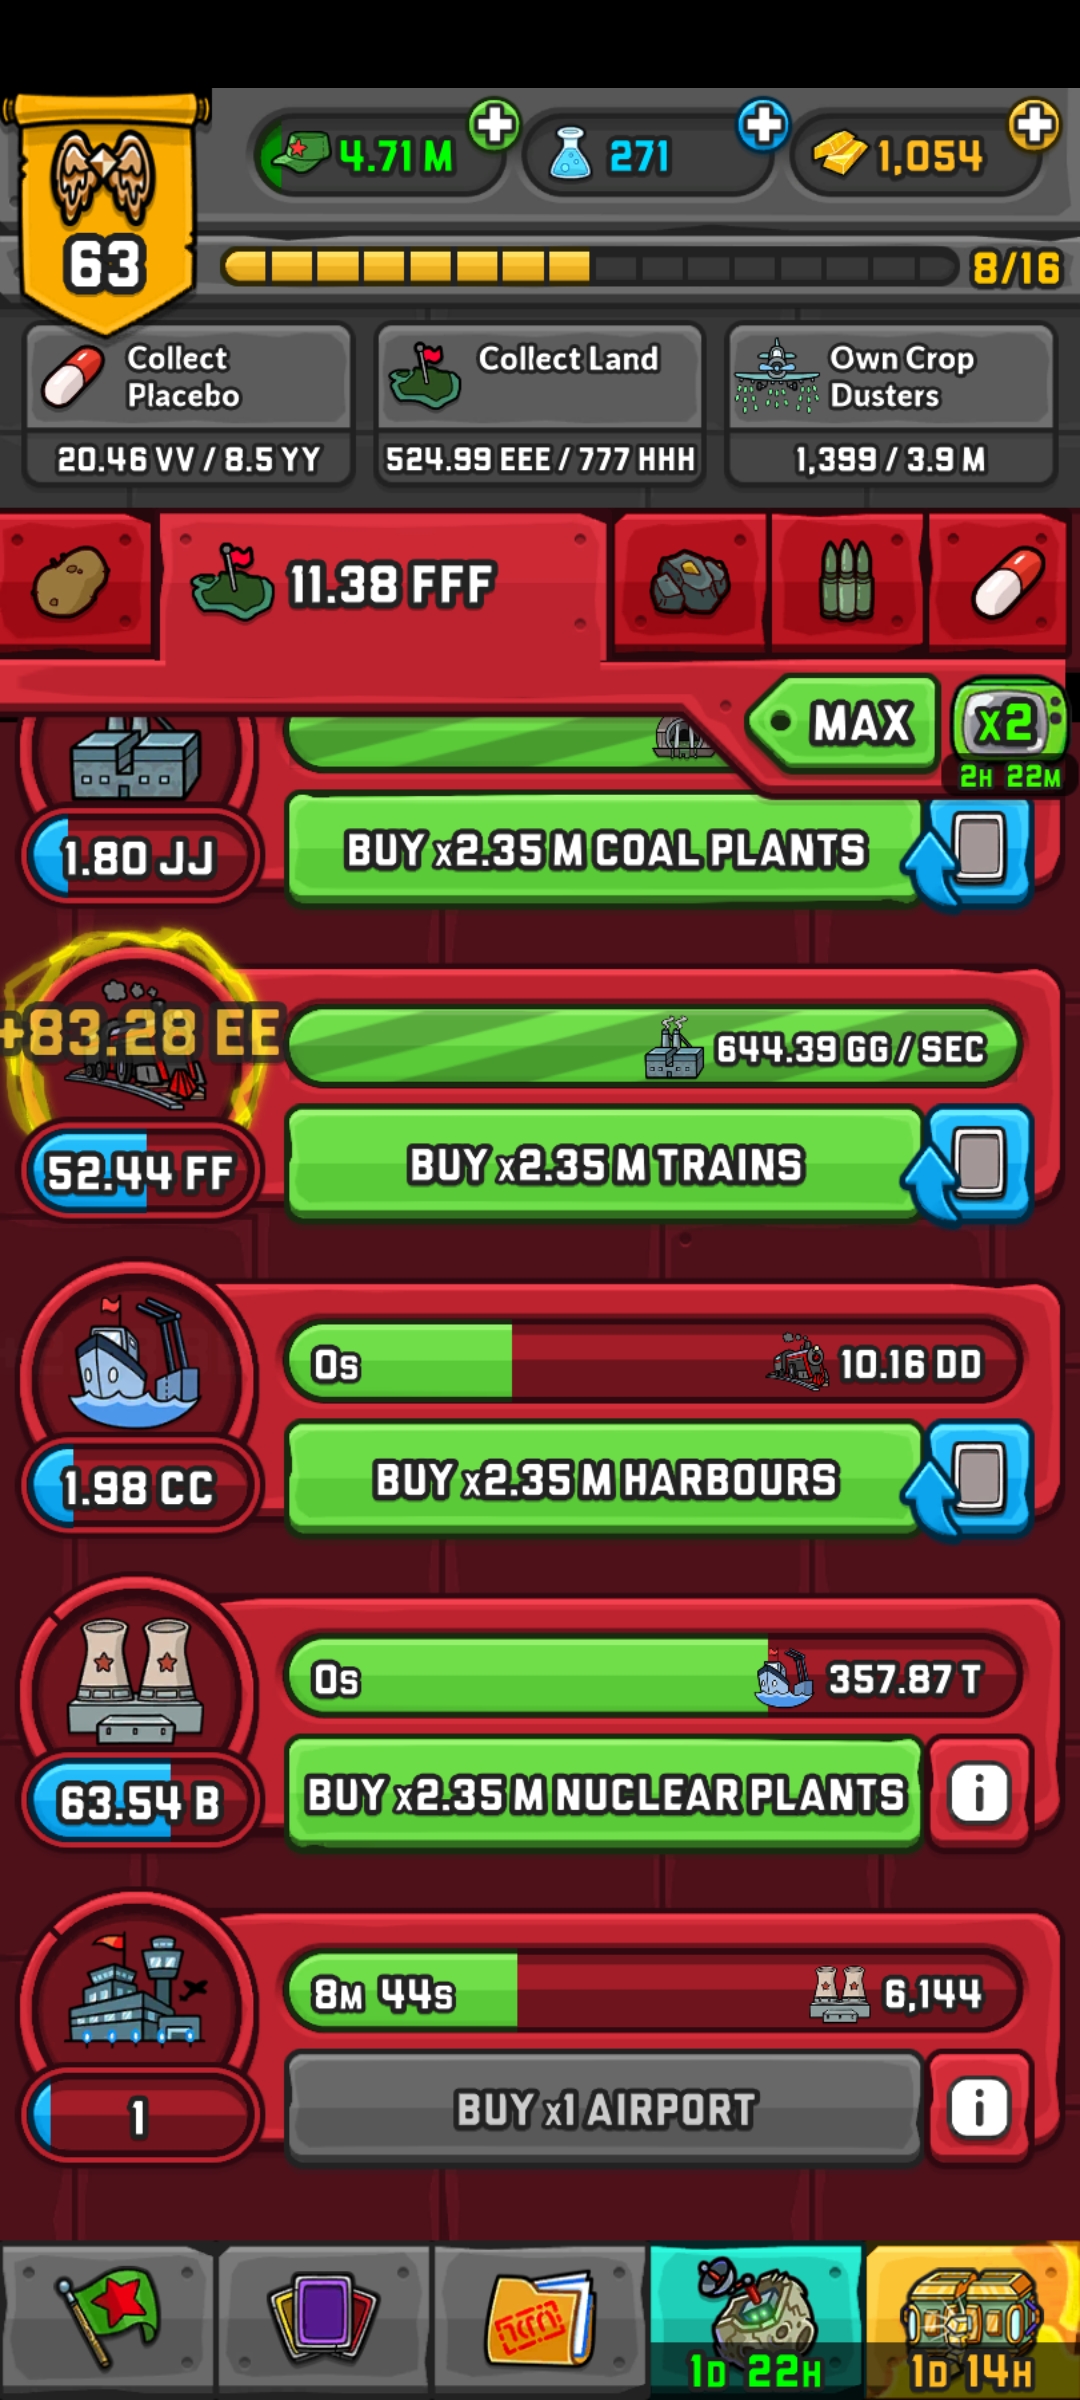 4.71 M
271
1,054
63
8/16
Collect
Placebo
20.46 VV / 8.5 YY
Collect Land
524.99 EEE / 777 HHH
Own Crop
Dusters
1,399 / 3.9 M
11.38 FFF
MAX
x2
2H 22M
1.80 JJ
BUY x2.35 M COAL PLANTS
+83.28 EE
644.39 GG / SEC
52.44 FF
BUY x2.35 M TRAINS
0s
10.16 DD
1.98 CC
BUY x2.35 M HARBOURS
0s
357.87 T
63.54 B
BUY x2.35 M NUCLEAR PLANTS
i
8M 44s
6,144
1
BUY x1 AIRPORT
i
1D 22H
1D 14H